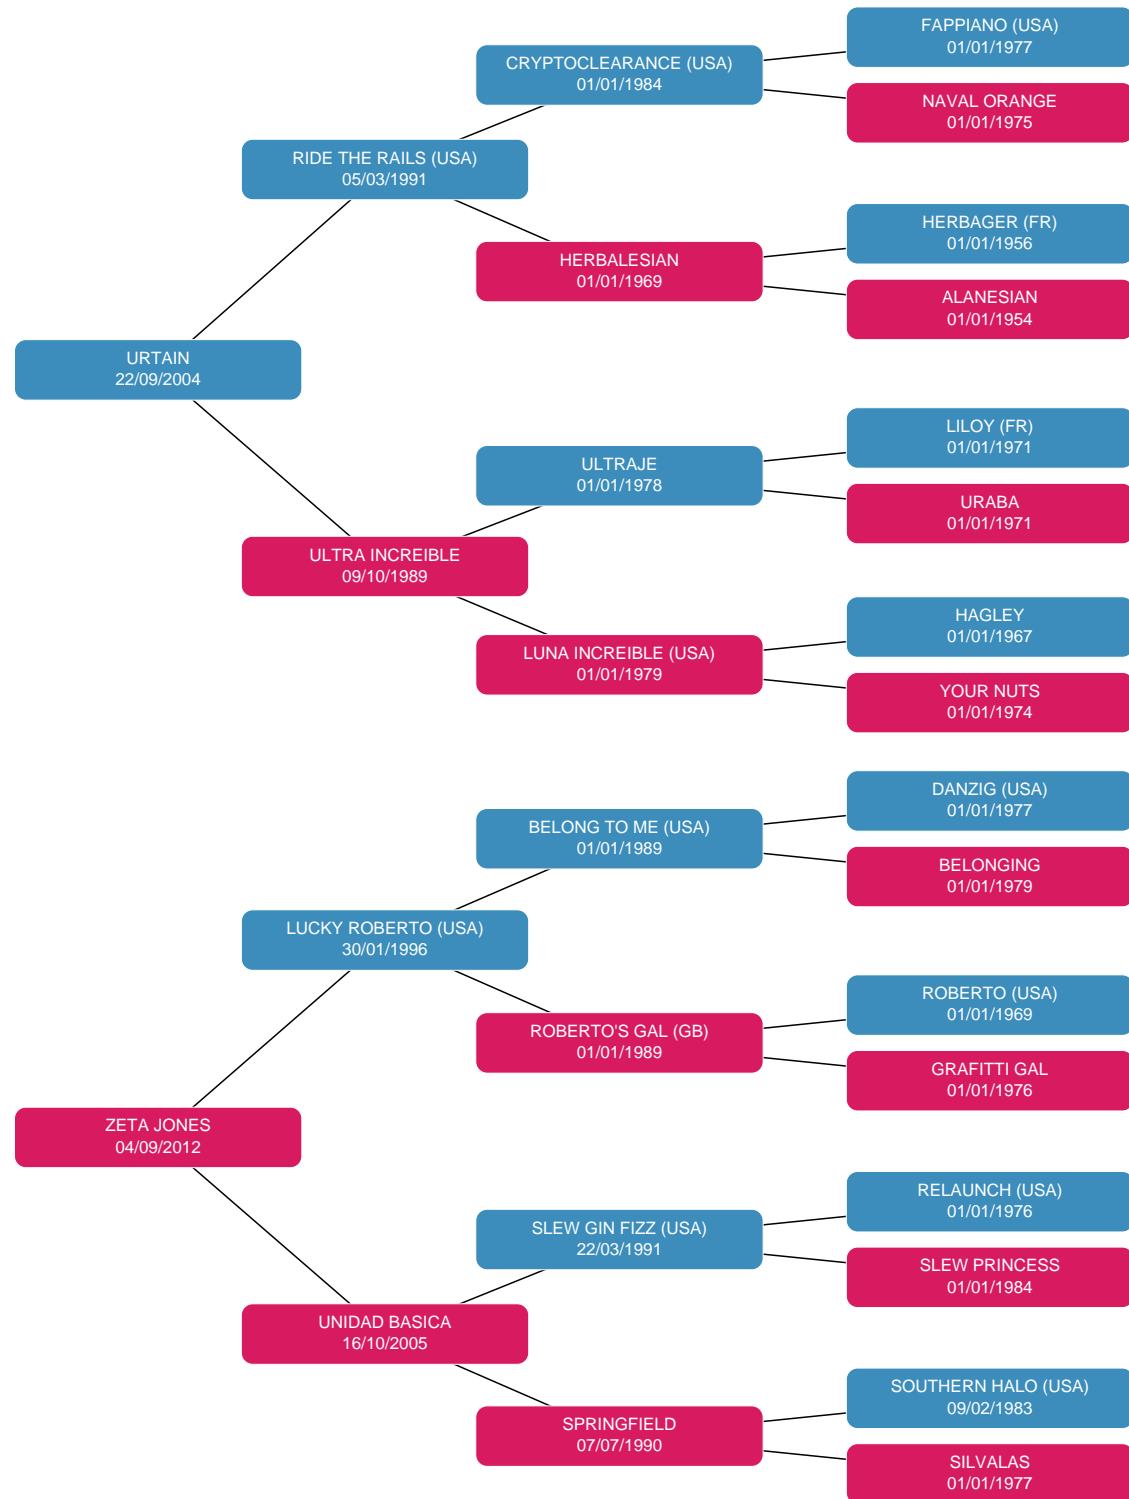 FAPPIANO (USA)
01/01/1977
CRYPTOCLEARANCE (USA)
01/01/1984
NAVAL ORANGE
01/01/1975
RIDE THE RAILS (USA)
05/03/1991
HERBAGER (FR)
01/01/1956
HERBALESIAN
01/01/1969
ALANESIAN
01/01/1954
URTAIN
22/09/2004
LILOY (FR)
01/01/1971
ULTRAJE
01/01/1978
URABA
01/01/1971
ULTRA INCREIBLE
09/10/1989
HAGLEY
01/01/1967
LUNA INCREIBLE (USA)
01/01/1979
YOUR NUTS
01/01/1974
DANZIG (USA)
01/01/1977
BELONG TO ME (USA)
01/01/1989
BELONGING
01/01/1979
LUCKY ROBERTO (USA)
30/01/1996
ROBERTO (USA)
01/01/1969
ROBERTO'S GAL (GB)
01/01/1989
GRAFITTI GAL
01/01/1976
ZETA JONES
04/09/2012
RELAUNCH (USA)
01/01/1976
SLEW GIN FIZZ (USA)
22/03/1991
SLEW PRINCESS
01/01/1984
UNIDAD BASICA
16/10/2005
SOUTHERN HALO (USA)
09/02/1983
SPRINGFIELD
07/07/1990
SILVALAS
01/01/1977